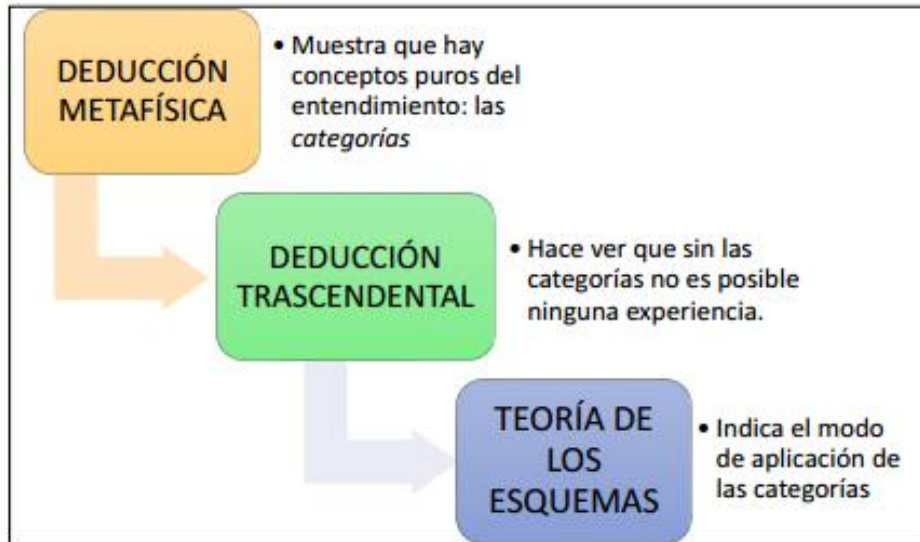 DEDUCCIÓN
METAFÍSICA
• Muestra que hay
conceptos puros del
entendimiento: las
categorías
DEDUCCIÓN
TRASCENDENTAL
• Hace ver que sin las
categorías no es posible
ninguna experiencia.
TEORÍA DE
LOS
ESQUEMAS
• Indica el modo
de aplicación de
las categorías